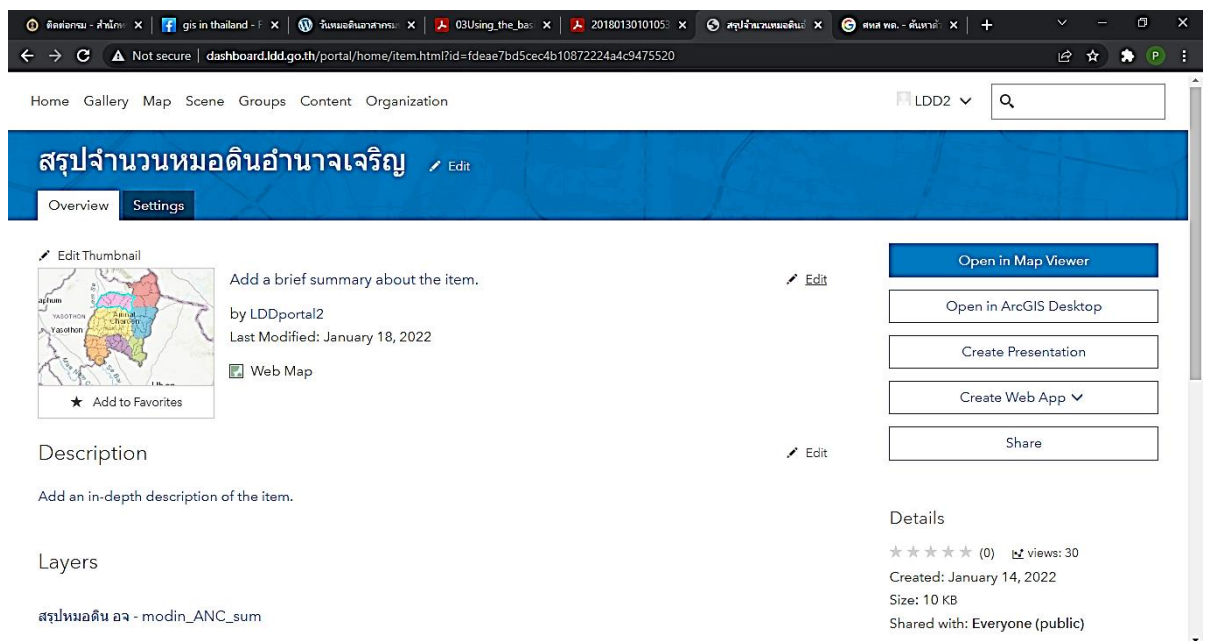 ติดต่อกรม - สำนักง
gis in thailand - F
วันหมอดินอาสากรม
03Using_the_bas
20180130101053
สรุปจำนวนหมอดินอำ
ศทส พด. - ค้นหาด้ว
Not secure | dashboard.ldd.go.th/portal/home/item.html?id=fdeae7bd5cec4b10872224a4c9475520
P
Home Gallery Map Scene Groups Content Organization
LDD2
สรุปจำนวนหมอดินอำนาจเจริญ
Edit
Overview Settings
Edit Thumbnail
YASOTHON
Yasothon
Amnat
Charoen
Add to Favorites
Add a brief summary about the item.
Edit
by LDDportal2
Last Modified: January 18, 2022
Web Map
Description
Edit
Add an in-depth description of the item.
Layers
สรุปหมอดิน อจ - modin_ANC_sum
Open in Map Viewer
Open in ArcGIS Desktop
Create Presentation
Create Web App
Share
Details
(0) views: 30
Created: January 14, 2022
Size: 10 KB
Shared with: Everyone (public)